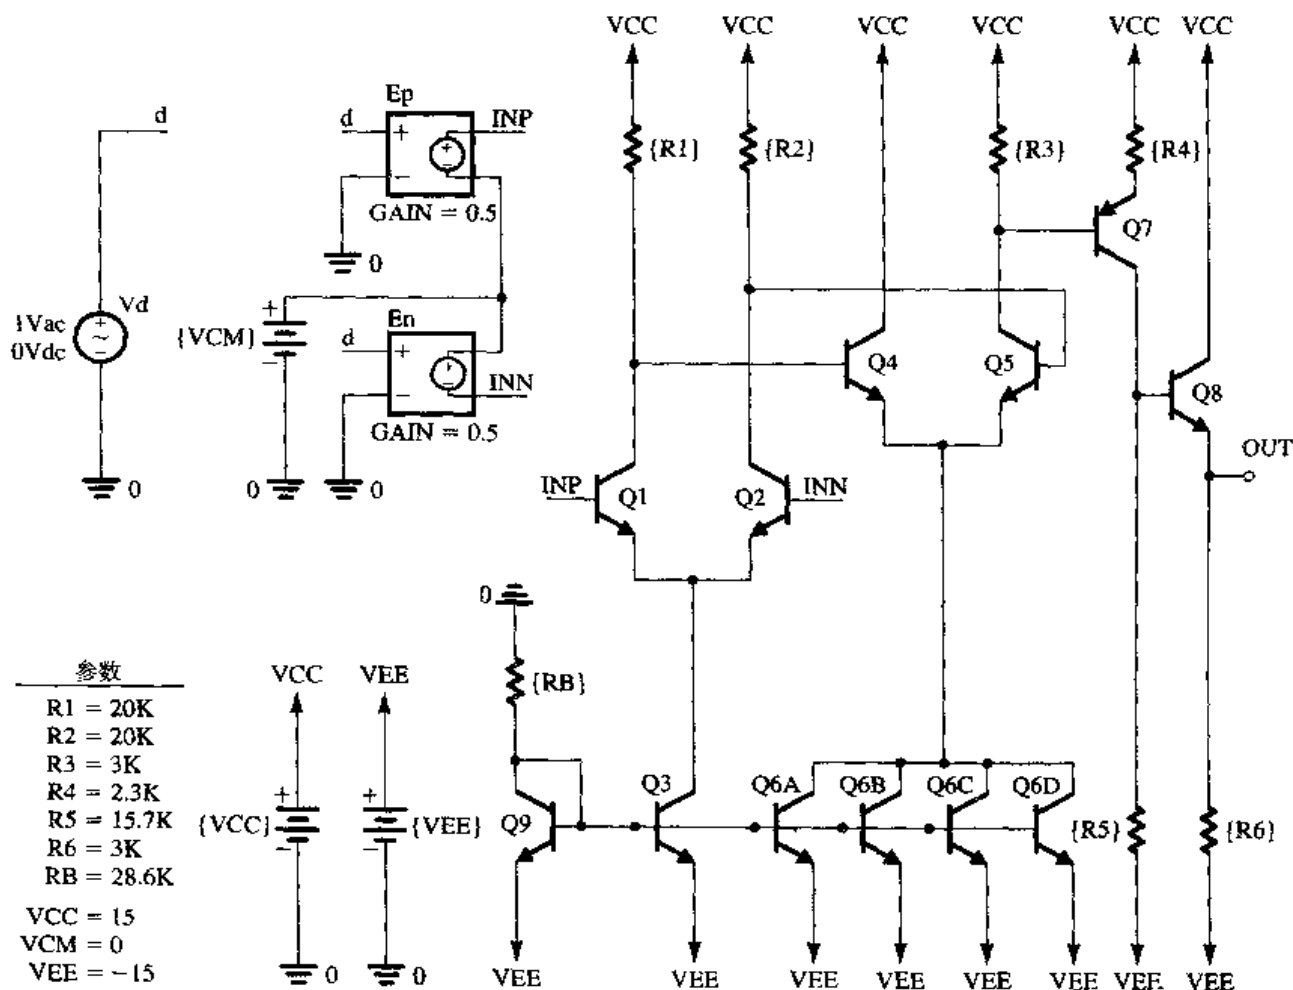 VCC
VCC
VCC
VCC
VCC
VCC
d
Ep
d
INP
{R1}
{R2}
{R3}
{R4}
GAIN = 0.5
0
Q7
Vd
1Vac
0Vdc
{VCM}
En
d
INN
GAIN = 0.5
Q4
Q5
Q8
OUT
0
0
0
INP
Q1
Q2
INN
0
{RB}
参数
R1 = 20K
R2 = 20K
R3 = 3K
R4 = 2.3K
R5 = 15.7K
R6 = 3K
RB = 28.6K
VCC = 15
VCM = 0
VEE = -15
VCC
VEE
{VCC}
{VEE}
0
0
Q9
Q3
Q6A
Q6B
Q6C
Q6D
{R5}
{R6}
VEE
VEE
VEE
VEE
VEE
VEE
VEE
VEE